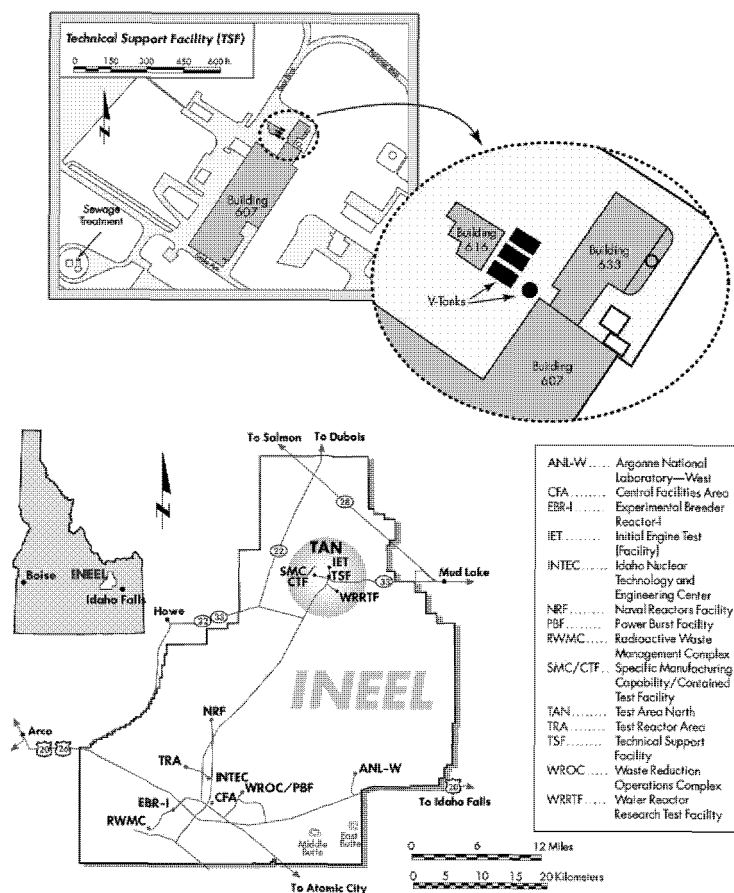 Technical Support Facility (TSF)
0 150 300 450 600 ft.
N
Sewage
Treatment
Building
607
Building
616
Building
633
V-Tanks
Building
607
To Salmon
To Dubois
N
28
22
TAN
IET
SMC/
CTF
TSF
33
Mud Lake
WRRTF
Boise
INEEL
Idaho Falls
Howe
22
33
INEEL
NRF
Arco
20
26
TRA
INTEC
ANL-W
WROC/PBF
CFA
EBR-I
RWMC
20
To Idaho Falls
Middle
Butte
East
Butte
To Atomic City
0 6 12 Miles
0 5 10 15 20 Kilometers
ANL-W ..... Argonne National
Laboratory—West
CFA .......... Central Facilities Area
EBR-I ........ Experimental Breeder
Reactor-I
IET ............ Initial Engine Test
[Facility]
INTEC ...... Idaho Nuclear
Technology and
Engineering Center
NRF .......... Naval Reactors Facility
PBF ........... Power Burst Facility
RWMC ..... Radioactive Waste
Management Complex
SMC/CTF .. Specific Manufacturing
Capability/Contained
Test Facility
TAN .......... Test Area North
TRA .......... Test Reactor Area
TSF ........... Technical Support
Facility
WROC ..... Waste Reduction
Operations Complex
WRRTF ..... Water Reactor
Research Test Facility